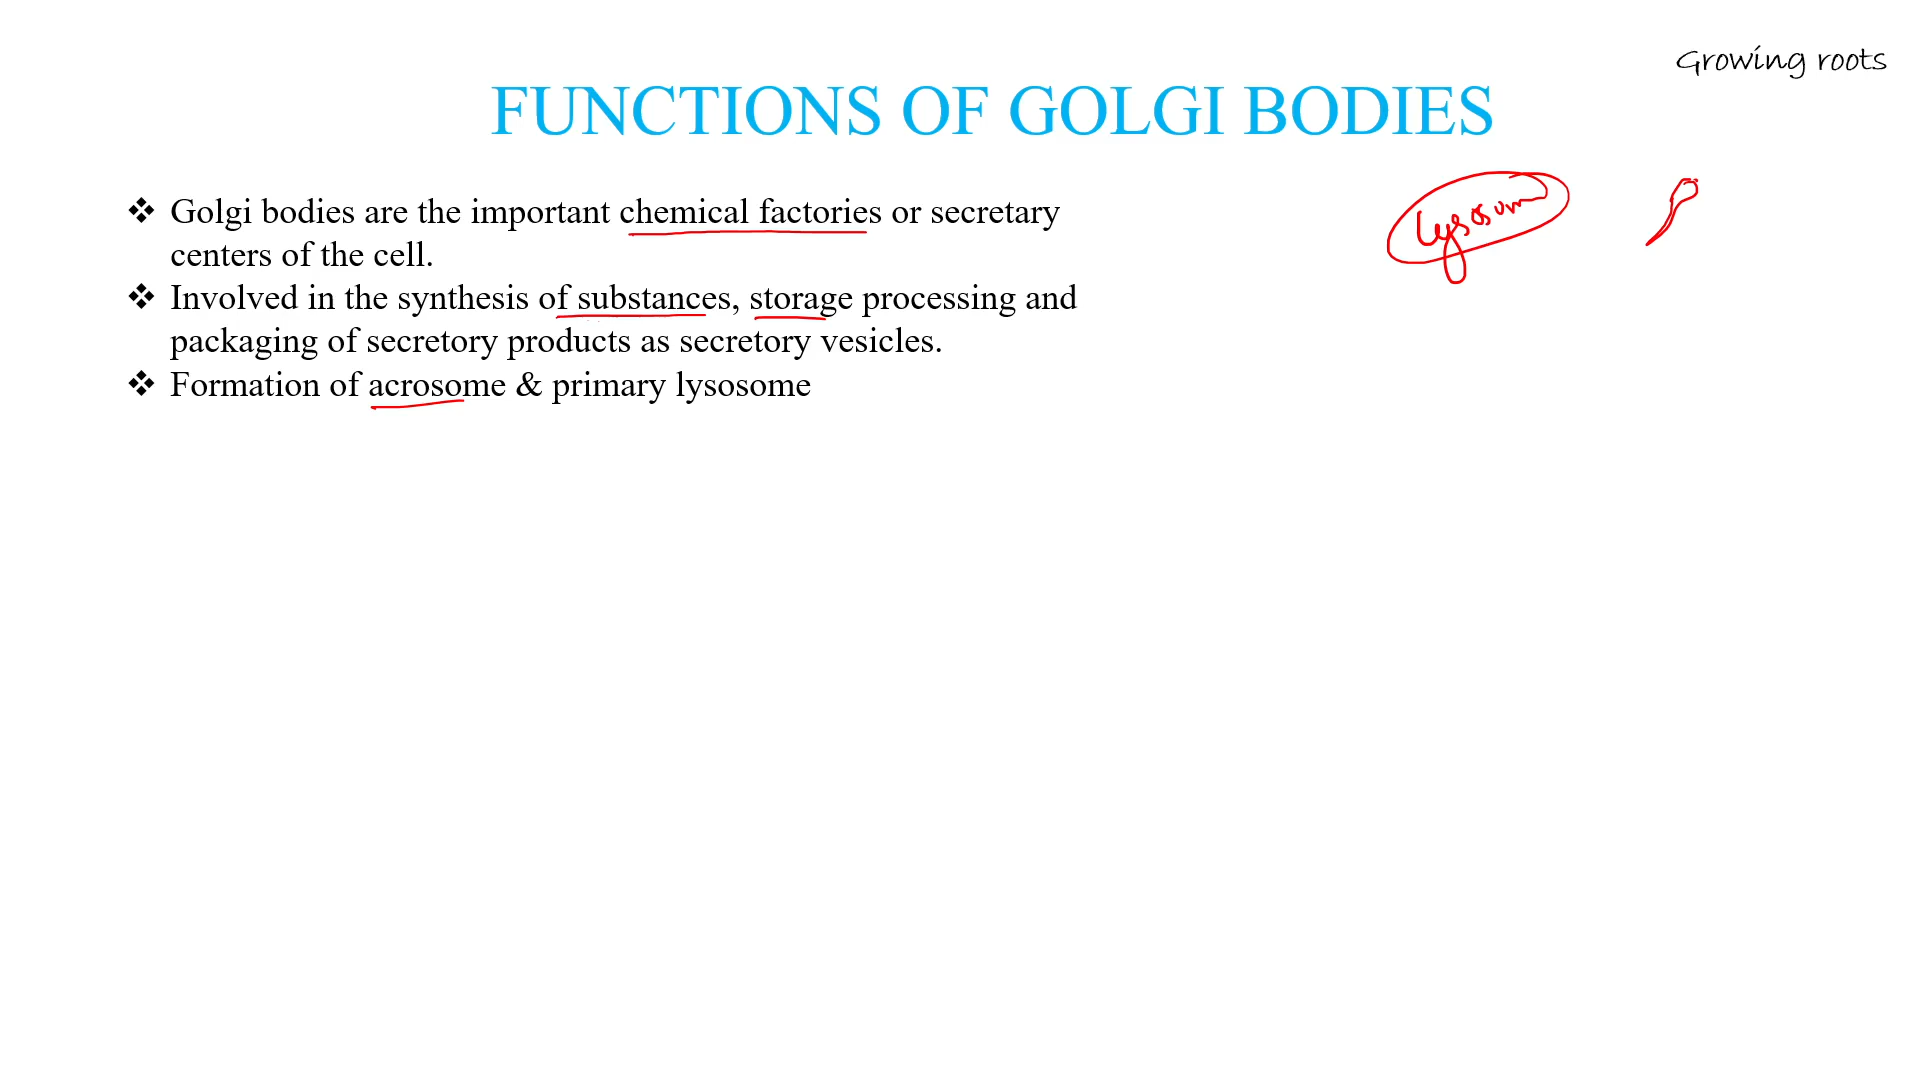 Growing roots
FUNCTIONS OF GOLGI BODIES
❖ Golgi bodies are the important chemical factories or secretary
centers of the cell.
❖ Involved in the synthesis of substances, storage processing and
packaging of secretory products as secretory vesicles.
❖ Formation of acrosome & primary lysosome
lysosom